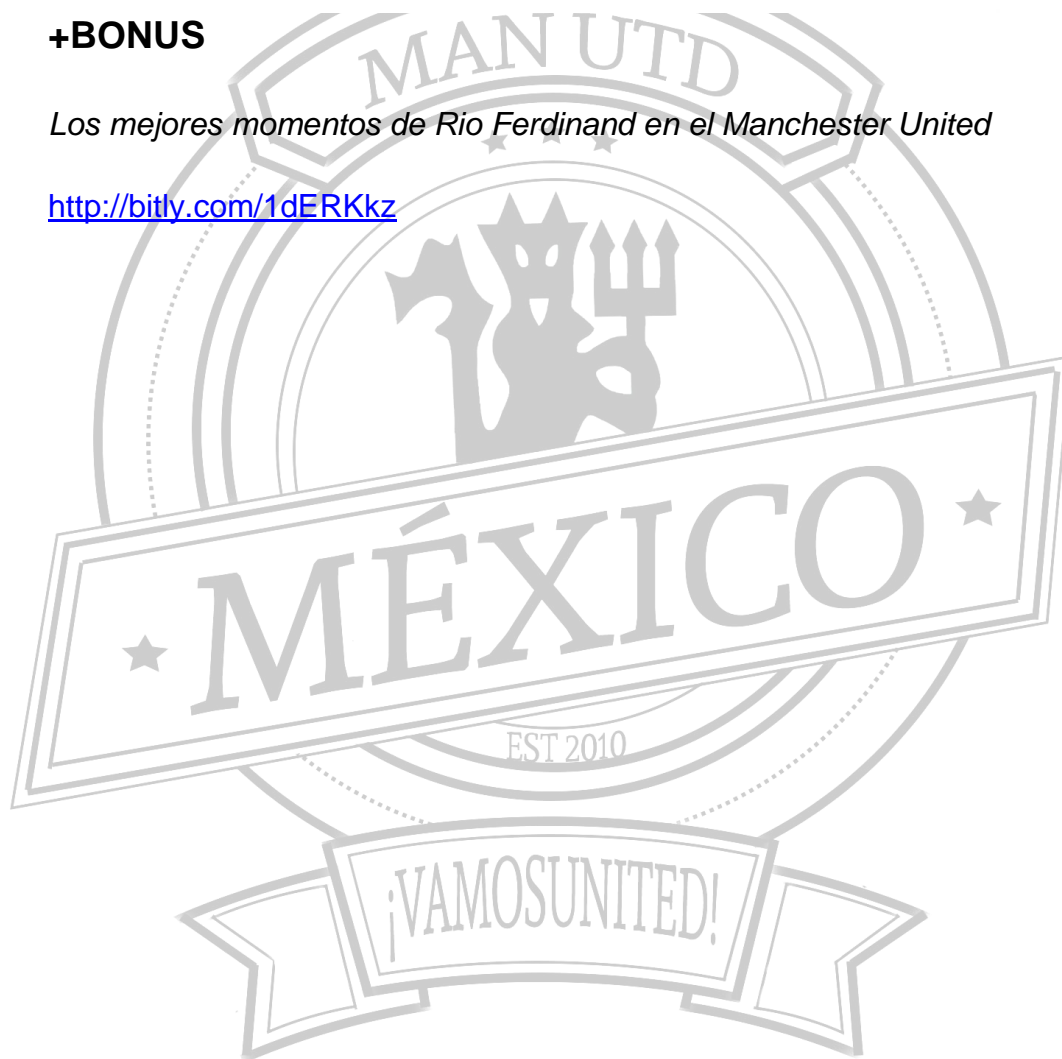 +BONUS
MAN UTD
Los mejores momentos de Rio Ferdinand en el Manchester United
http://bitly.com/1dERKkz
MÉXICO
EST 2010
¡VAMOSUNITED!